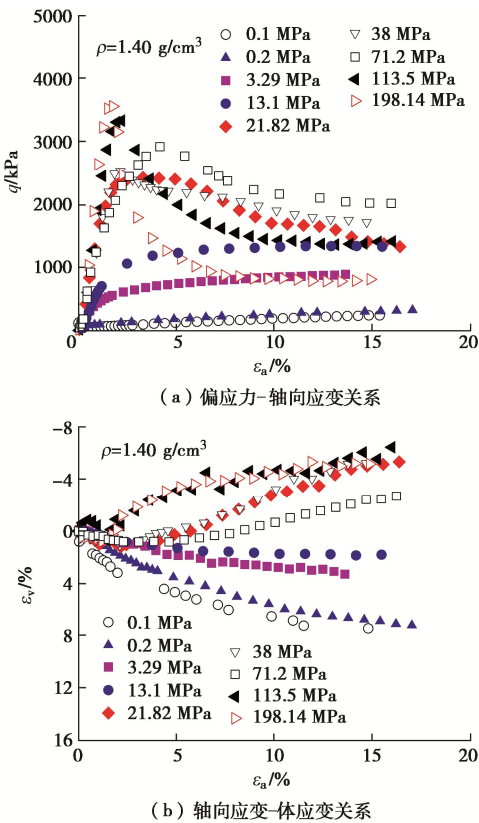 5000
ρ=1.40 g/cm³
0.1 MPa
0.2 MPa
3.29 MPa
13.1 MPa
21.82 MPa
38 MPa
71.2 MPa
113.5 MPa
198.14 MPa
4000
3000
2000
1000
q/kPa
0
5
10
15
20
εa/%
(a) 偏应力-轴向应变关系
-8
ρ=1.40 g/cm³
-4
0
4
8
12
16
εv/%
0.1 MPa
0.2 MPa
3.29 MPa
13.1 MPa
21.82 MPa
38 MPa
71.2 MPa
113.5 MPa
198.14 MPa
0
5
10
15
20
εa/%
(b) 轴向应变-体应变关系